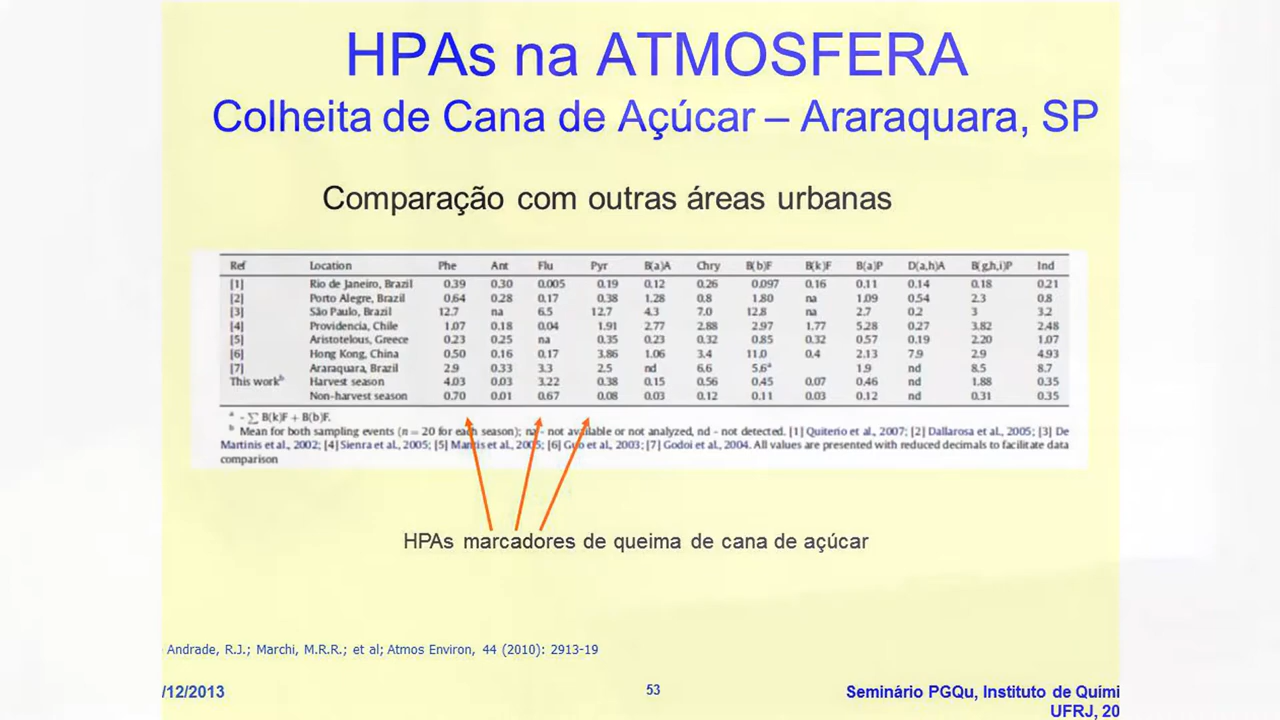 HPAs na ATMOSFERA
Colheita de Cana de Açúcar – Araraquara, SP
Comparação com outras áreas urbanas
Ref Location Phe Ant Flu Pyr B(a)A Chry B(b)F B(k)F B(a)P D(a,h)A B(g,h,i)P Ind
[1] Rio de Janeiro, Brazil 0.39 0.30 0.005 0.19 0.12 0.26 0.097 0.16 0.11 0.14 0.18 0.21
[2] Porto Alegre, Brazil 0.64 0.28 0.17 0.38 1.28 0.8 1.80 na 1.09 0.54 2.3 0.8
[3] São Paulo, Brazil 12.7 na 6.5 12.7 4.3 7.0 12.8 na 2.7 0.2 3 3.2
[4] Providencia, Chile 1.07 0.18 0.04 1.91 2.77 2.88 2.97 1.77 5.28 0.27 3.82 2.48
[5] Aristotelous, Greece 0.23 0.25 na 0.35 0.23 0.32 0.85 0.32 0.57 0.19 2.20 1.07
[6] Hong Kong, China 0.50 0.16 0.17 3.86 1.06 3.4 11.0 0.4 2.13 7.9 2.9 4.93
[7] Araraquara, Brazil 2.9 0.33 3.3 2.5 nd 6.6 5.6ᵃ 1.9 nd 8.5 8.7
This workᵇ Harvest season 4.03 0.03 3.22 0.38 0.15 0.56 0.45 0.07 0.46 nd 1.88 0.35
Non-harvest season 0.70 0.01 0.67 0.08 0.03 0.12 0.11 0.03 0.12 nd 0.31 0.35
ᵃ - ∑ B(k)F + B(b)F.
ᵇ Mean for both sampling events (n = 20 for each season); na - not available or not analyzed, nd - not detected. [1] Quiterio et al., 2007; [2] Dallarosa et al., 2005; [3] De
Martinis et al., 2002; [4] Sienra et al., 2005; [5] Mantis et al., 2005; [6] Guo et al., 2003; [7] Godoi et al., 2004. All values are presented with reduced decimals to facilitate data
comparison
HPAs marcadores de queima de cana de açúcar
Andrade, R.J.; Marchi, M.R.R.; et al; Atmos Environ, 44 (2010): 2913-19
/12/2013
53
Seminário PGQu, Instituto de Quími
UFRJ, 20